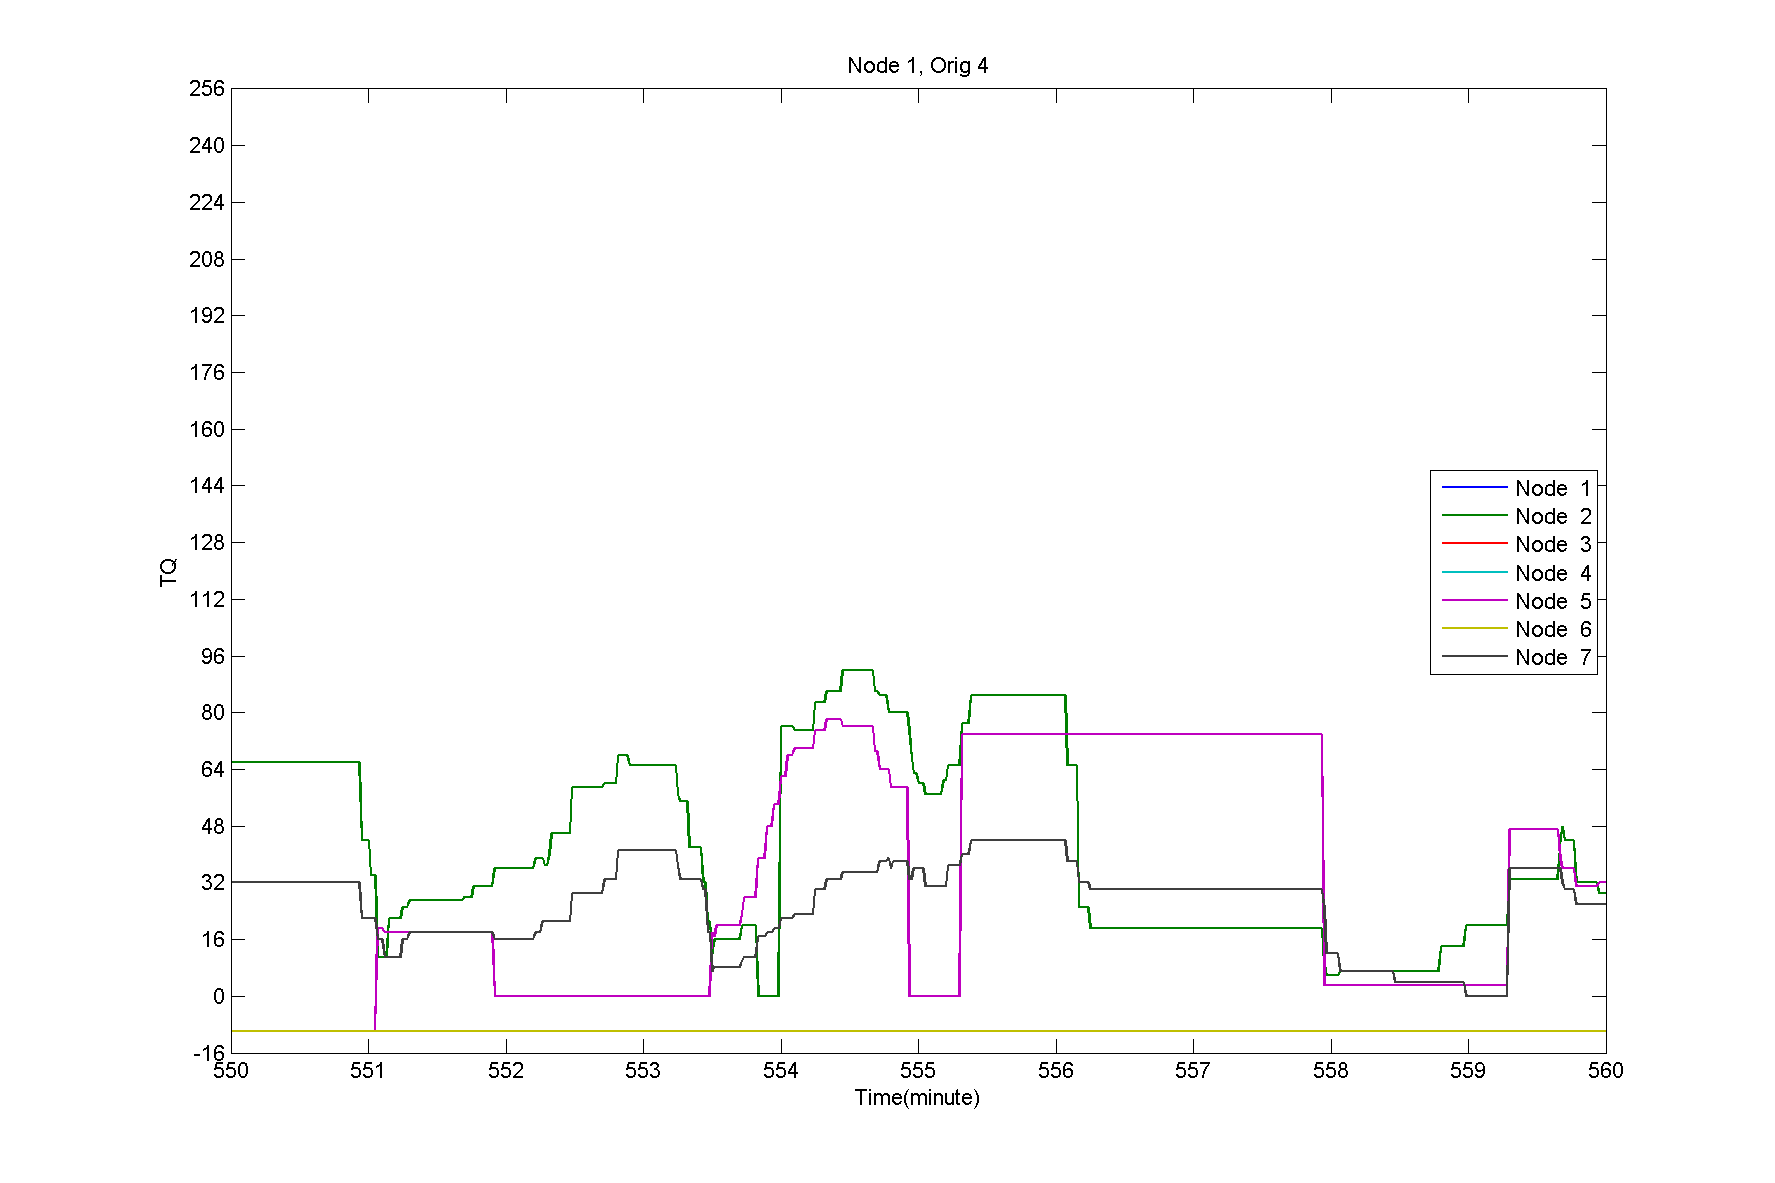 Node 1, Orig 4
256
240
224
208
192
176
160
144
128
112
96
80
64
48
32
16
0
-16
TQ
Node 1
Node 2
Node 3
Node 4
Node 5
Node 6
Node 7
550 551 552 553 554 555 556 557 558 559 560
Time(minute)